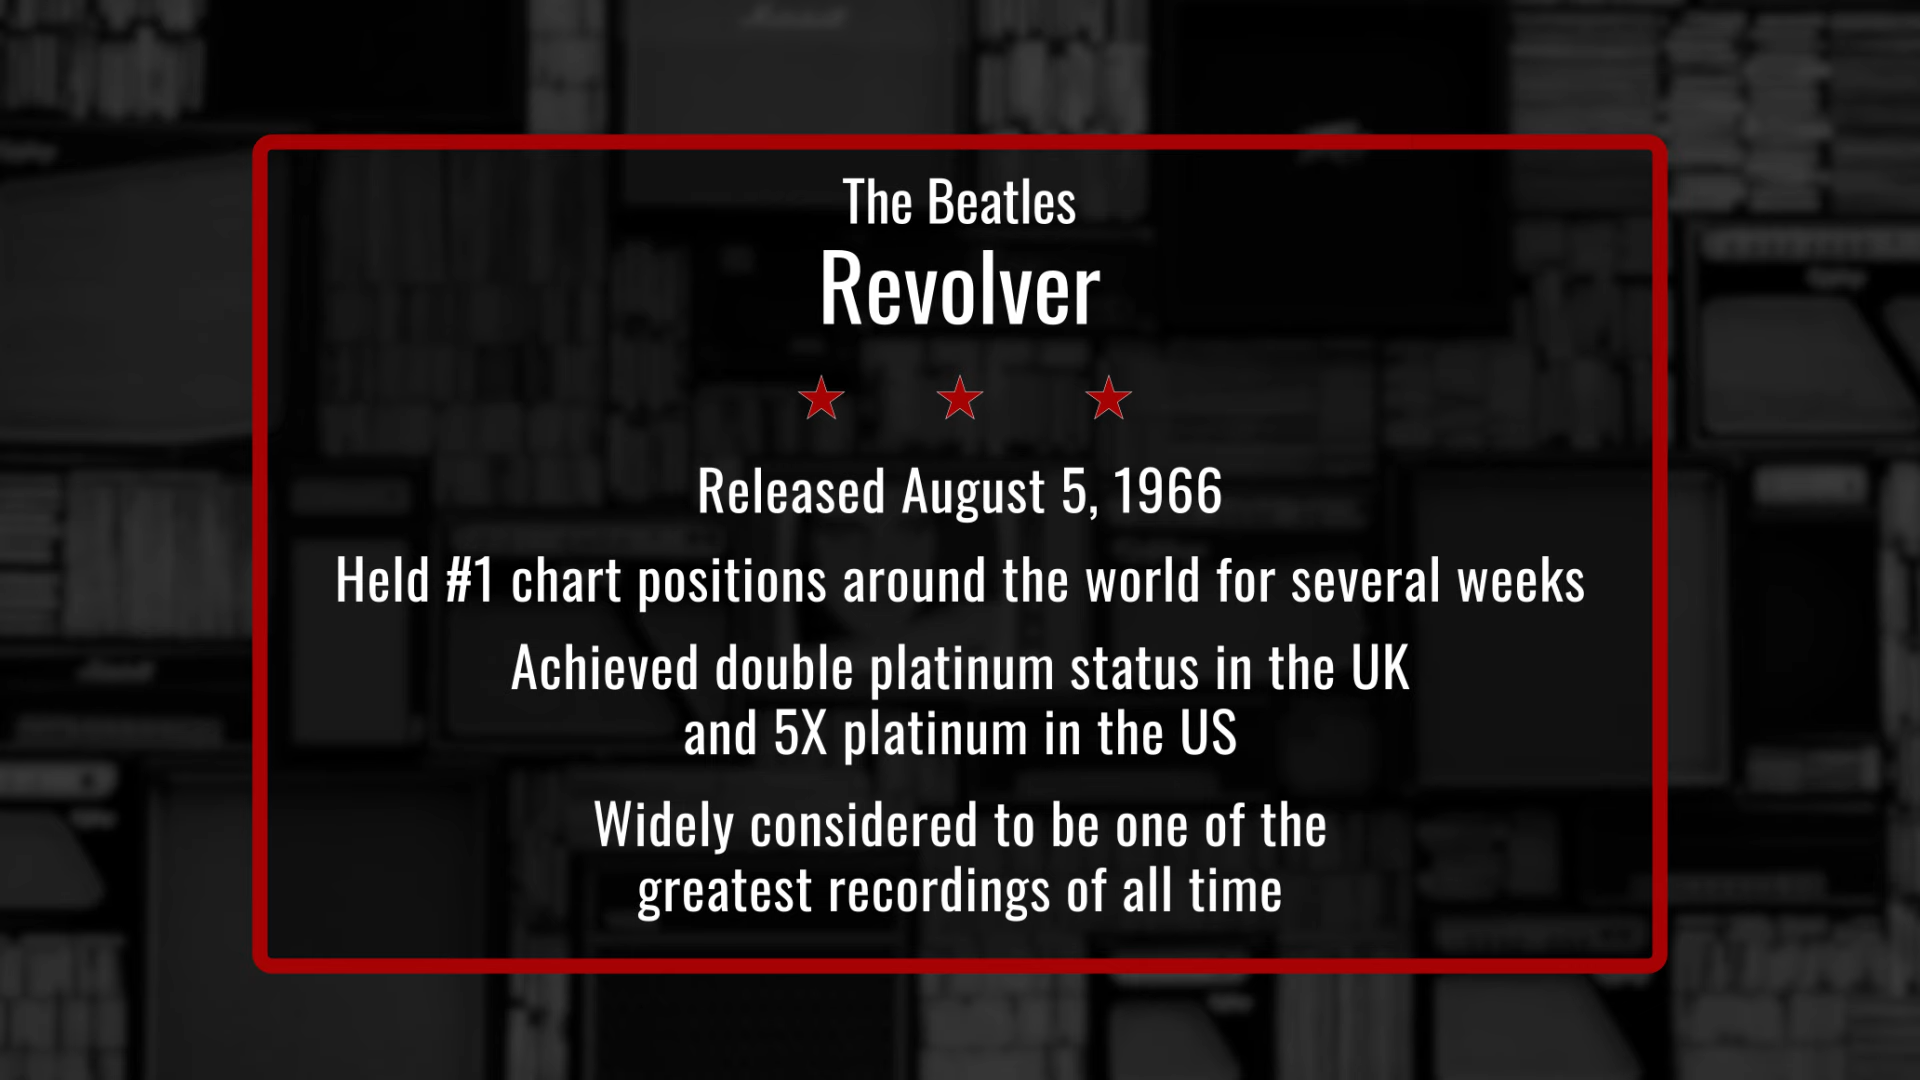 The Beatles
Revolver
Released August 5, 1966
Held #1 chart positions around the world for several weeks
Achieved double platinum status in the UK
and 5X platinum in the US
Widely considered to be one of the
greatest recordings of all time